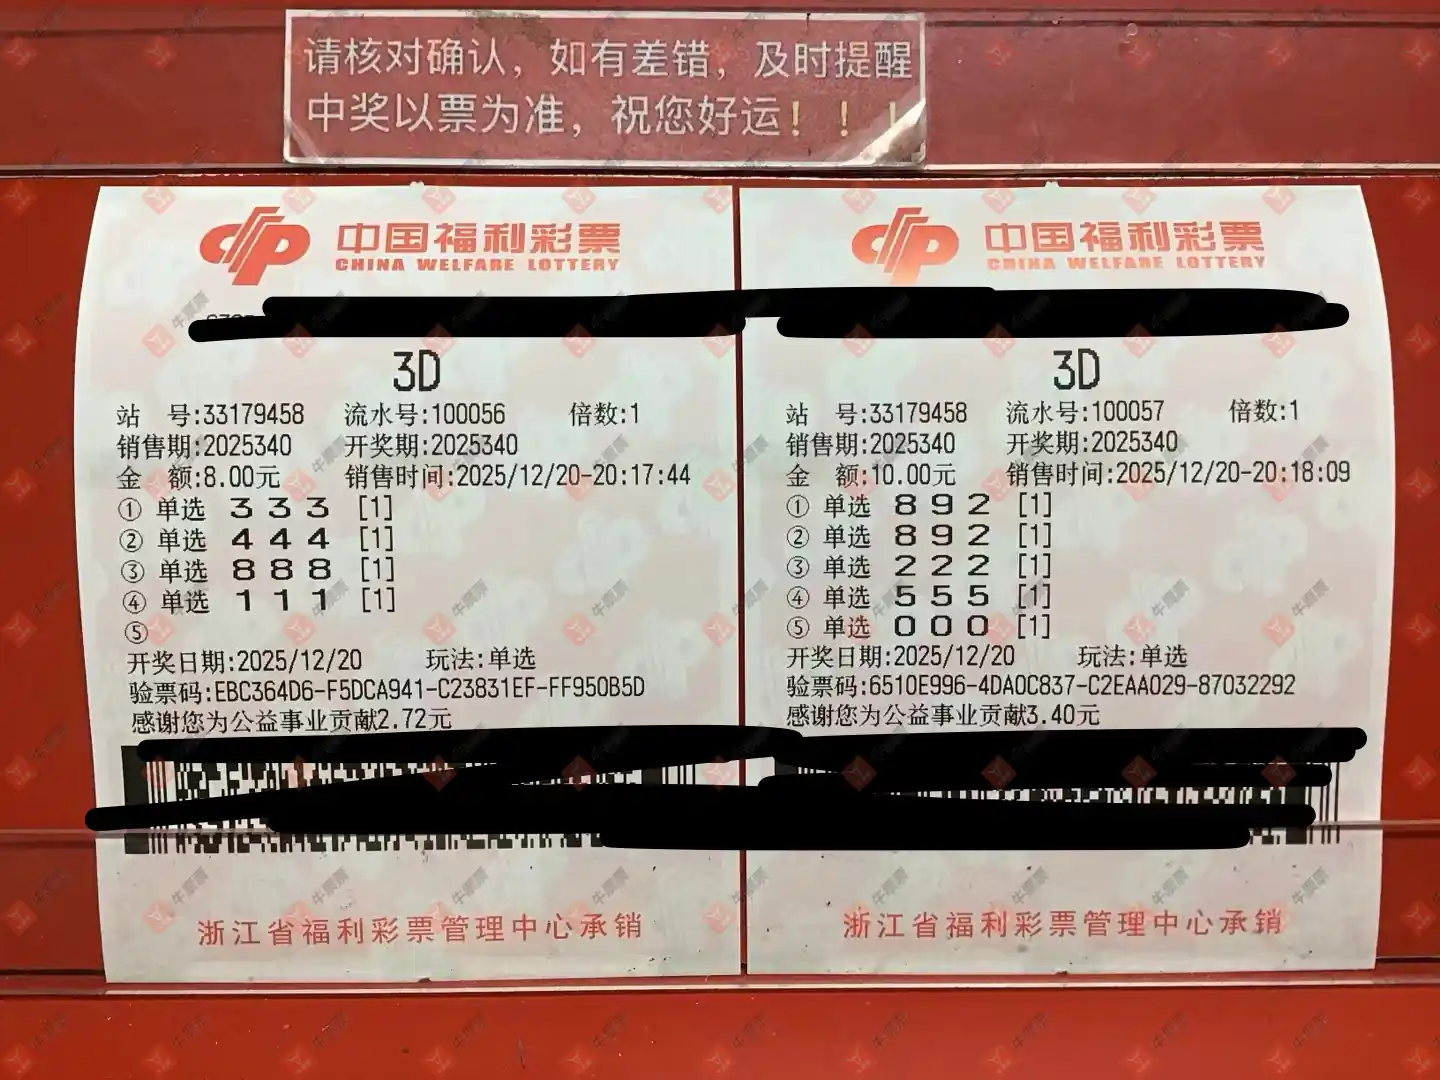 请核对确认，如有差错，及时提醒
中奖以票为准，祝您好运！！！
中国福利彩票
CHINA WELFARE LOTTERY
3D
站 号:33179458 流水号:100056 倍数:1
销售期:2025340 开奖期:2025340
金 额:8.00元 销售时间:2025/12/20-20:17:44
① 单选 3 3 3 [1]
② 单选 4 4 4 [1]
③ 单选 8 8 8 [1]
④ 单选 1 1 1 [1]
⑤
开奖日期:2025/12/20 玩法:单选
验票码:EBC364D6-F5DCA941-C23831EF-FF950B5D
感谢您为公益事业贡献2.72元
浙江省福利彩票管理中心承销
中国福利彩票
CHINA WELFARE LOTTERY
3D
站 号:33179458 流水号:100057 倍数:1
销售期:2025340 开奖期:2025340
金 额:10.00元 销售时间:2025/12/20-20:18:09
① 单选 8 9 2 [1]
② 单选 8 9 2 [1]
③ 单选 2 2 2 [1]
④ 单选 5 5 5 [1]
⑤ 单选 0 0 0 [1]
开奖日期:2025/12/20 玩法:单选
验票码:6510E996-4DA0C837-C2EAA029-87032292
感谢您为公益事业贡献3.40元
浙江省福利彩票管理中心承销